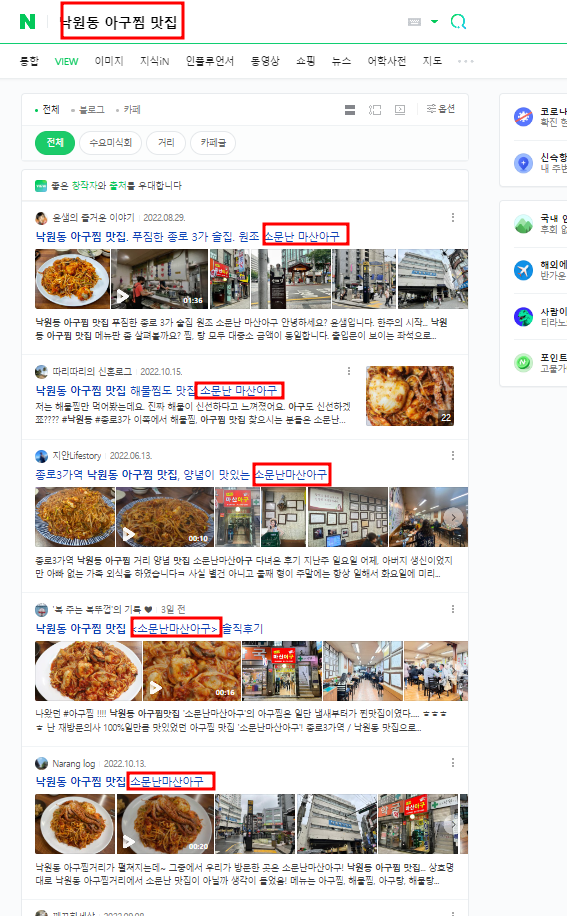 N 낙원동 아구찜 맛집
통합 VIEW 이미지 지식iN 인플루언서 동영상 쇼핑 뉴스 어학사전 지도
전체 블로그 카페 옵션
전체 수요미식회 거리 카페글
좋은 창작자와 출처를 우대합니다
윤샘의 즐거운 이야기 2022.08.29.
낙원동 아구찜 맛집. 푸짐한 종로 3가 술집. 원조 소문난 마산아구
01:36
낙원동 아구찜 맛집 푸짐한 종로 3가 술집 원조 소문난 마산아구 안녕하세요? 윤샘입니다. 한주의 시작... 낙원
동 아구찜 맛집 메뉴판 좀 살펴볼까요? 찜, 탕 모두 대중소 금액이 동일합니다. 출입문이 보이는 좌석으로...
따리따리의 신혼로그 2022.10.15.
낙원동 아구찜 맛집 해물찜도 맛집 소문난 마산아구
저는 해물찜만 먹어봤는데요. 진짜 해물이 신선하다고 느껴졌어요. 아구도 신선하겠
죠???? #낙원동 #종로3가 이쪽에서 해물찜, 아구찜 맛집 찾으시는 분들은 소문난...
22
지안Lifestory 2022.06.13.
종로3가역 낙원동 아구찜 맛집, 양념이 맛있는 소문난마산아구
00:10
마산아구
종로3가역 낙원동 아구찜 거리 양념 맛집 소문난마산아구 다녀온 후기 지난주 일요일 어제, 아버지 생신이었지
만 아빠 없는 가족 외식을 하였습니다ㅋ 사실 별건 아니고 둘째 형이 주말에는 항상 일해서 화요일에 미리...
'복 주는 복뚜껍'의 기록 ♥ 3일 전
낙원동 아구찜 맛집 <소문난마산아구> 솔직후기
00:16
마산아구
나왔던 #아구찜 !!!! 낙원동 아구찜맛집 '소문난마산아구'의 아구찜은 일단 냄새부터가 찐맛집이였다.... ㅎㅎㅎ
ㅎ 난 재방문의사 100%일만큼 맛있었던 아구찜 맛집 '소문난마산아구'! 종로3가역 / 낙원동 맛집으로...
Narang log 2022.10.13.
낙원동 아구찜 맛집 소문난마산아구
00:20
마산아구
낙원동 아구찜거리가 펼쳐지는데~ 그중에서 우리가 방문한 곳은 소문난마산아구! 낙원동 아구찜 맛집... 상호명
대로 낙원동 아구찜거리에서 소문난 맛집이 아닐까 생각이 들었음! 메뉴는 아구찜, 해물찜, 아구탕, 해물탕...
코로나
확진 한
신속항
내 주변
국내 인
후회 없
해외에
반가운
사람이
티라노
포인트
고물가